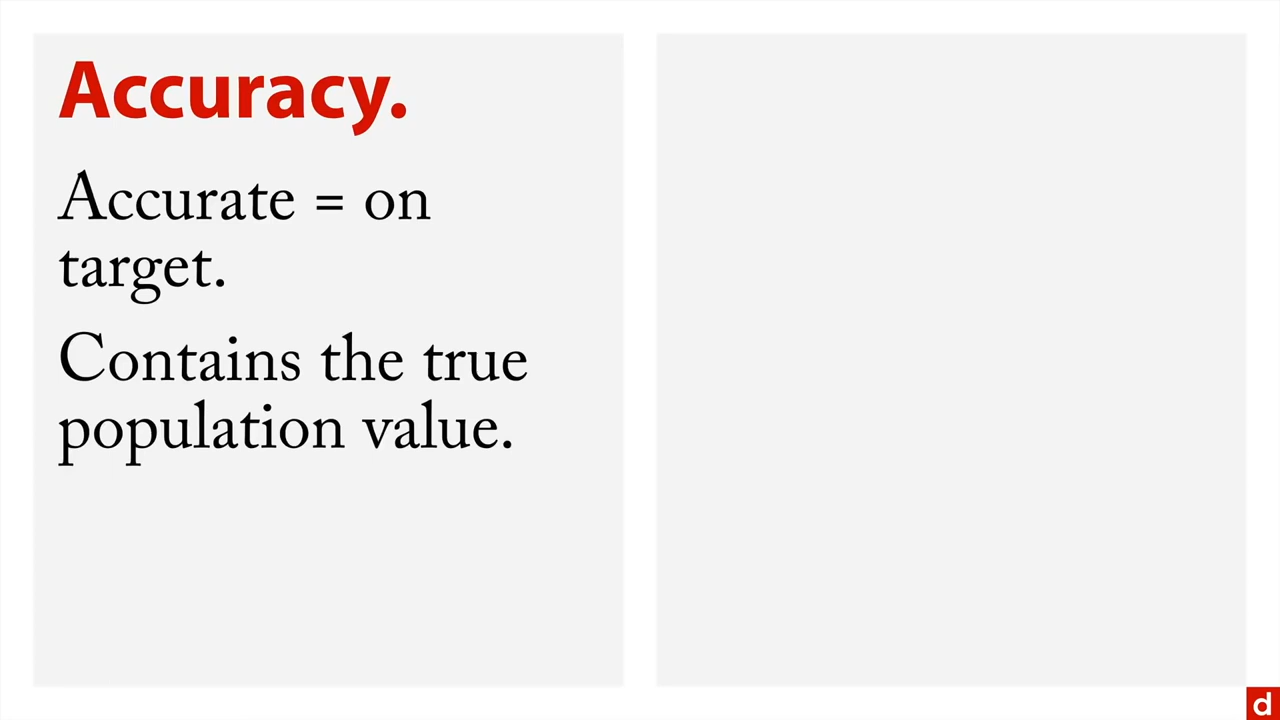 Accuracy.
Accurate = on
target.
Contains the true
population value.
d